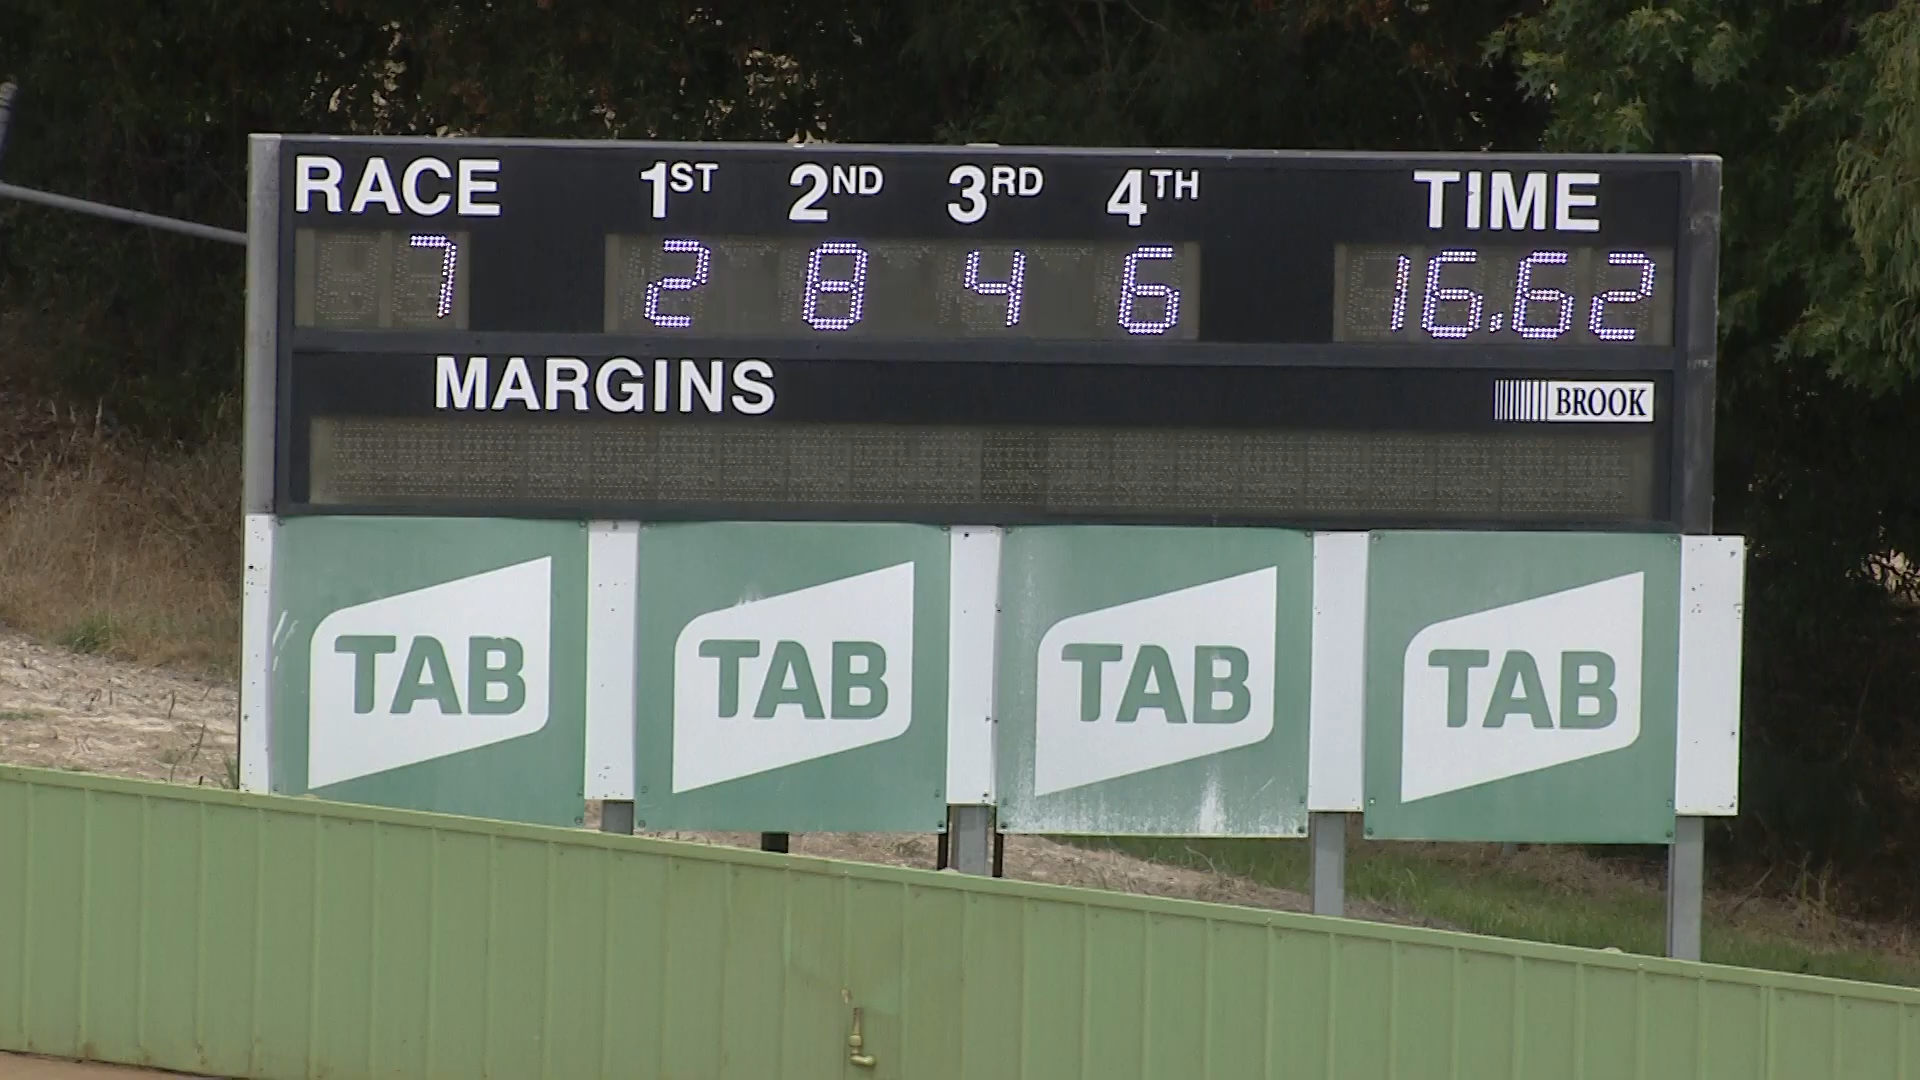 RACE 1ST 2ND 3RD 4TH TIME
7 2 8 4 6 16.62
MARGINS
BROOK
TAB TAB TAB TAB